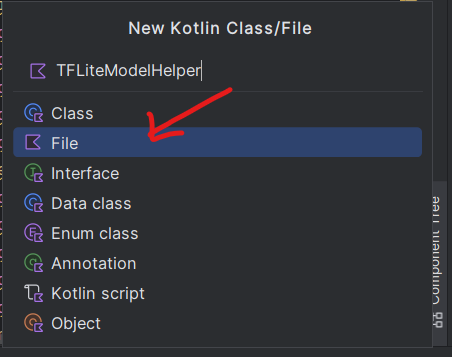 New Kotlin Class/File
TFLiteModelHelper
Class
File
Interface
Data class
Enum class
Annotation
Kotlin script
Object
Component Tree